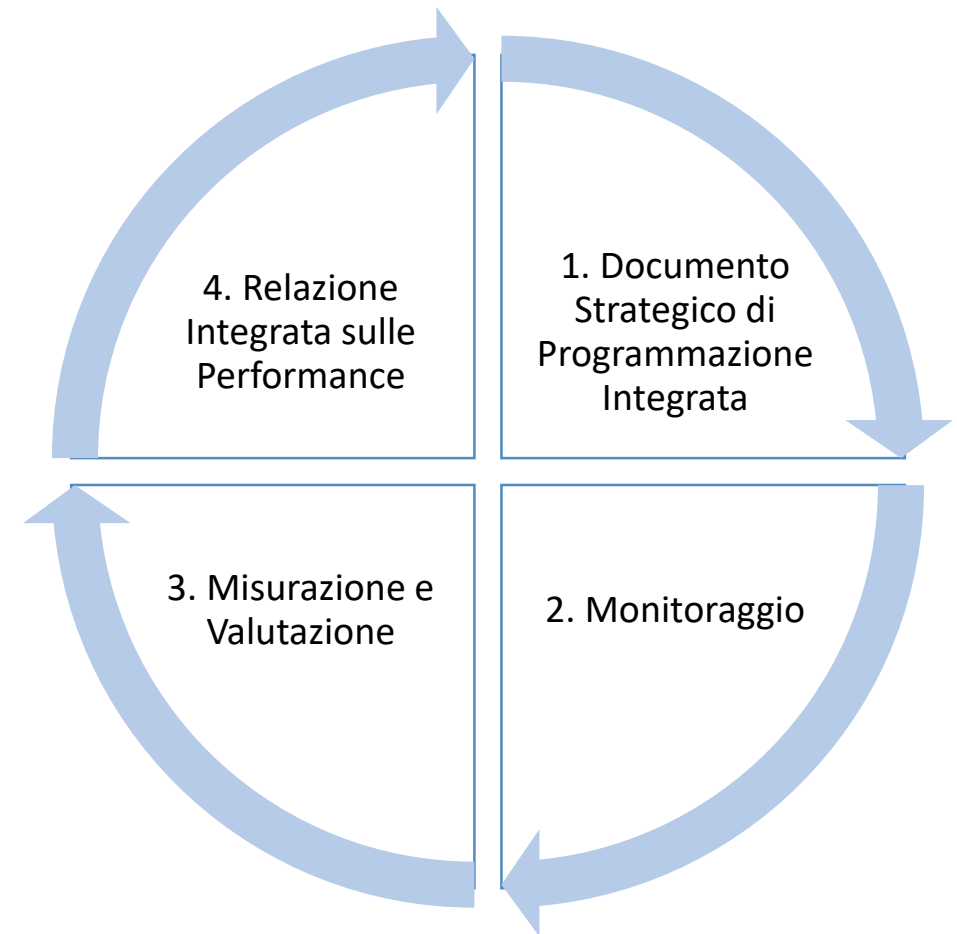 1. Documento
Strategico di
Programmazione
Integrata
2. Monitoraggio
3. Misurazione e
Valutazione
4. Relazione
Integrata sulle
Performance